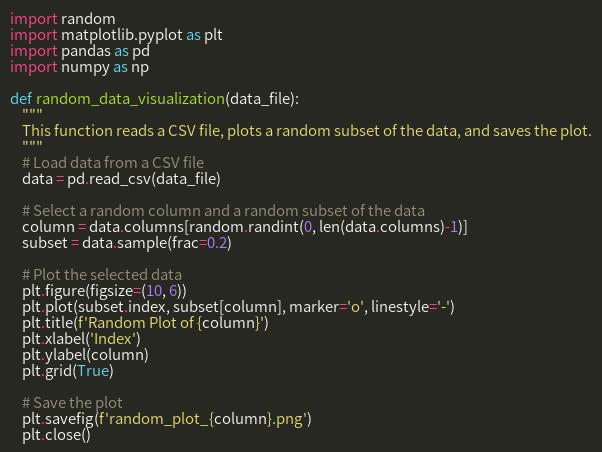 import random
import matplotlib.pyplot as plt
import pandas as pd
import numpy as np

def random_data_visualization(data_file):
    """
    This function reads a CSV file, plots a random subset of the data, and saves the plot.
    """
    # Load data from a CSV file
    data = pd.read_csv(data_file)

    # Select a random column and a random subset of the data
    column = data.columns[random.randint(0, len(data.columns)-1)]
    subset = data.sample(frac=0.2)

    # Plot the selected data
    plt.figure(figsize=(10, 6))
    plt.plot(subset.index, subset[column], marker='o', linestyle='-')
    plt.title(f'Random Plot of {column}')
    plt.xlabel('Index')
    plt.ylabel(column)
    plt.grid(True)

    # Save the plot
    plt.savefig(f'random_plot_{column}.png')
    plt.close()